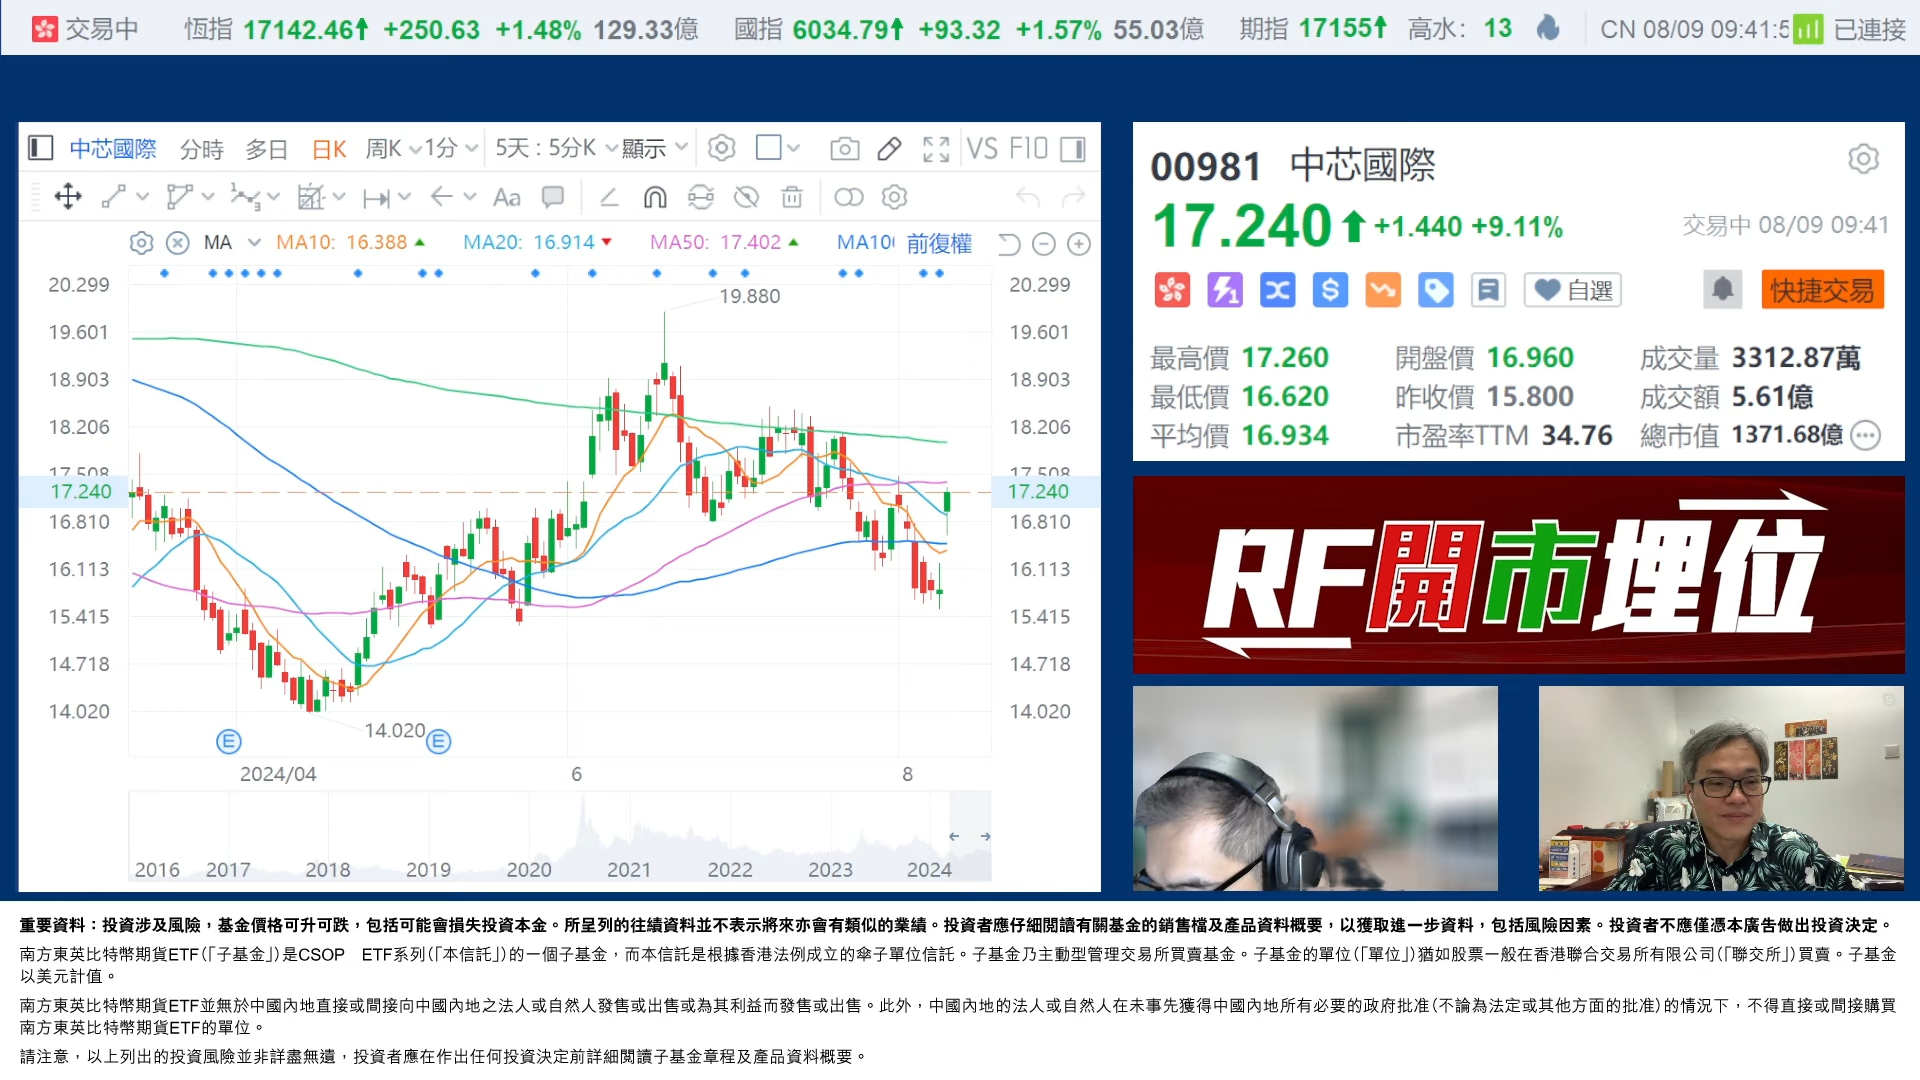 交易中 恆指 17142.46 +250.63 +1.48% 129.33億 國指 6034.79 +93.32 +1.57% 55.03億 期指 17155 高水： 13 CN 08/09 09:41:5 已連接
中芯國際 分時 多日 日K 周K 1分 5天 : 5分K 顯示 VS F10
Aa
MA MA10: 16.388 MA20: 16.914 MA50: 17.402 MA10 前復權
20.299 20.299
19.880
19.601 19.601
18.903 18.903
18.206 18.206
17.508 17.508
17.240 17.240
16.810 16.810
16.113 16.113
15.415 15.415
14.718 14.718
14.020 14.020
14.020
E E
2024/04 6 8
2016 2017 2018 2019 2020 2021 2022 2023 2024
00981 中芯國際
17.240 +1.440 +9.11% 交易中 08/09 09:41
自選 快捷交易
最高價 17.260 開盤價 16.960 成交量 3312.87萬
最低價 16.620 昨收價 15.800 成交額 5.61億
平均價 16.934 市盈率TTM 34.76 總市值 1371.68億
RF開市埋位
重要資料：投資涉及風險，基金價格可升可跌，包括可能會損失投資本金。所呈列的往績資料並不表示將來亦會有類似的業績。投資者應仔細閱讀有關基金的銷售檔及產品資料概要，以獲取進一步資料，包括風險因素。投資者不應僅憑本廣告做出投資決定。
南方東英比特幣期貨ETF(「子基金」)是CSOP ETF系列(「本信託」)的一個子基金，而本信託是根據香港法例成立的傘子單位信託。子基金乃主動型管理交易所買賣基金。子基金的單位(「單位」)猶如股票一般在香港聯合交易所有限公司(「聯交所」)買賣。子基金
以美元計值。
南方東英比特幣期貨ETF並無於中國內地直接或間接向中國內地之法人或自然人發售或出售或為其利益而發售或出售。此外，中國內地的法人或自然人在未事先獲得中國內地所有必要的政府批准(不論為法定或其他方面的批准)的情況下，不得直接或間接購買
南方東英比特幣期貨ETF的單位。
請注意，以上列出的投資風險並非詳盡無遺，投資者應在作出任何投資決定前詳細閱讀子基金章程及產品資料概要。